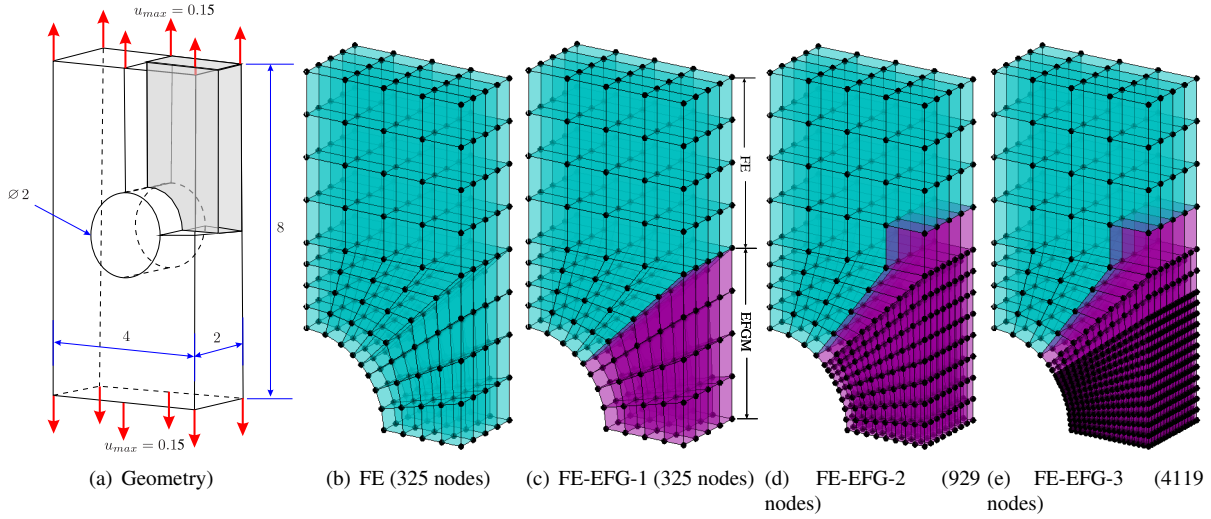 u_max = 0.15
∅2
8
4
2
u_max = 0.15
FE
EFGM
(a) Geometry)
(b) FE (325 nodes)
(c) FE-EFG-1 (325 nodes)
(d) FE-EFG-2 (929
nodes)
(e) FE-EFG-3 (4119
nodes)